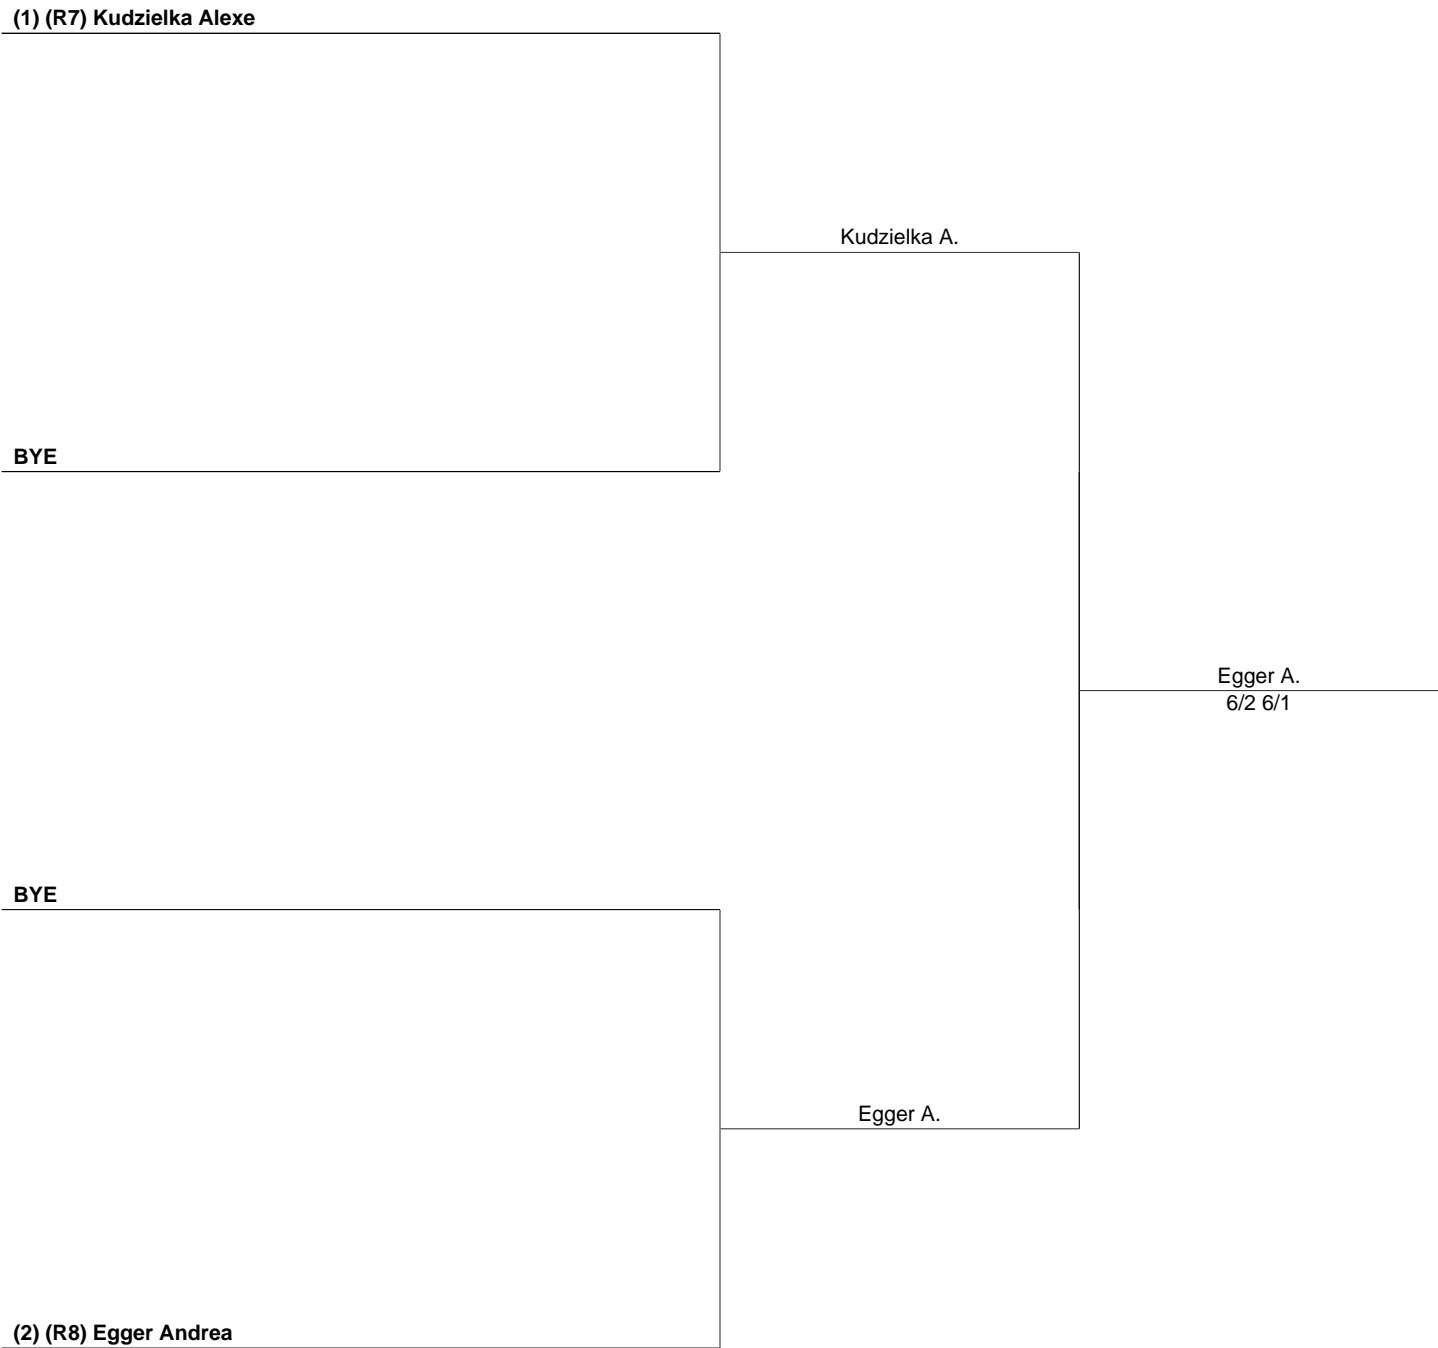 (1) (R7) Kudzielka Alexe
Kudzielka A.
BYE
Egger A.
6/2 6/1
BYE
Egger A.
(2) (R8) Egger Andrea